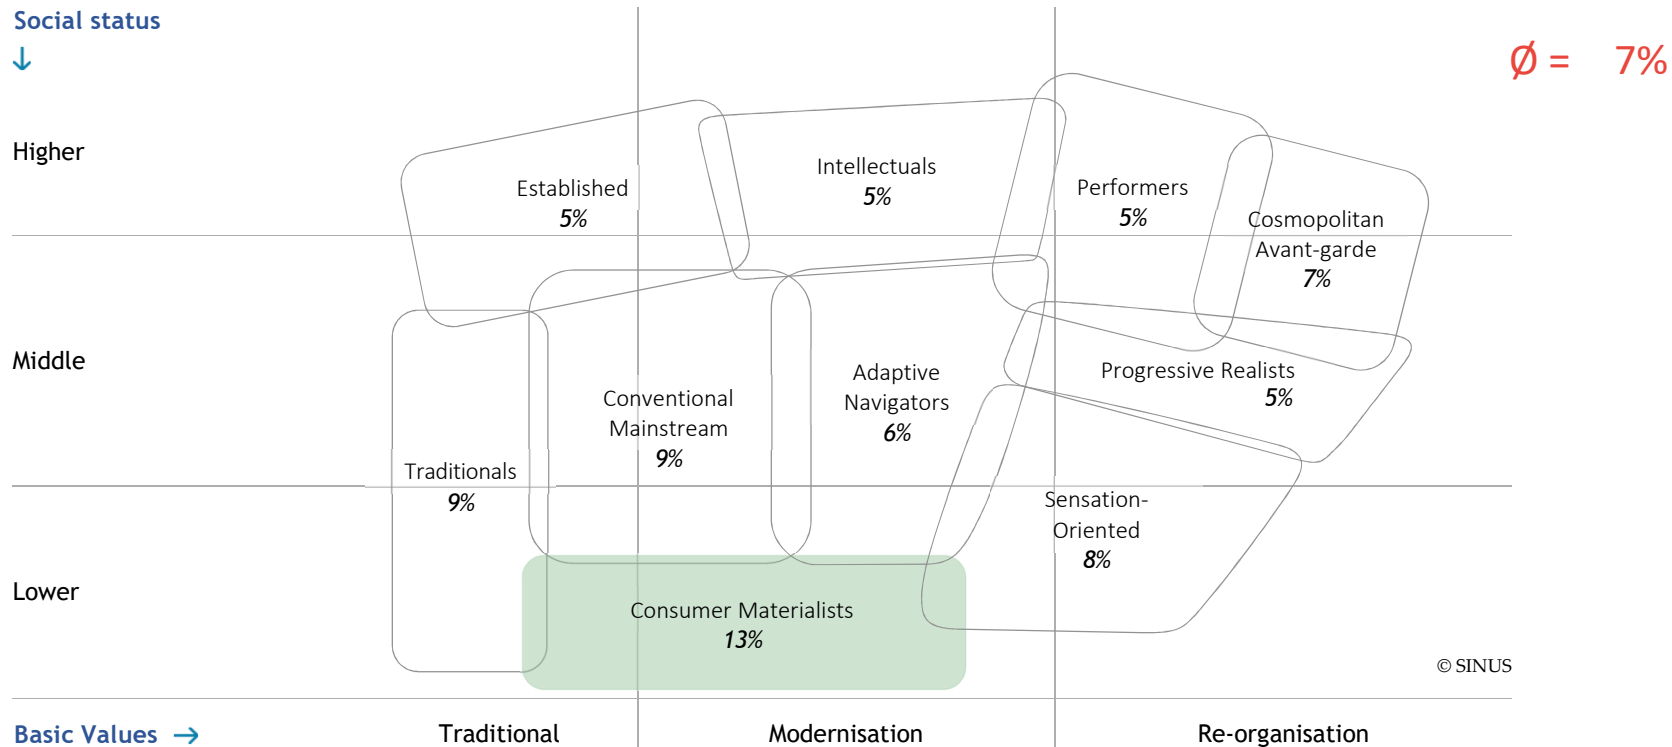 Social status
↓
Ø = 7%
Higher
Established
5%
Intellectuals
5%
Performers
5%
Cosmopolitan
Avant-garde
7%
Middle
Conventional
Mainstream
9%
Adaptive
Navigators
6%
Progressive Realists
5%
Traditionals
9%
Sensation-
Oriented
8%
Lower
Consumer Materialists
13%
© SINUS
Basic Values →
Traditional
Modernisation
Re-organisation